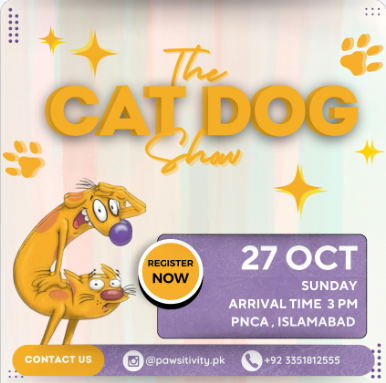 The
CAT DOG
Show
REGISTER
NOW
27 OCT
SUNDAY
ARRIVAL TIME 3 PM
PNCA , ISLAMABAD
CONTACT US
@pawsitivity.pk
+92 3351812555